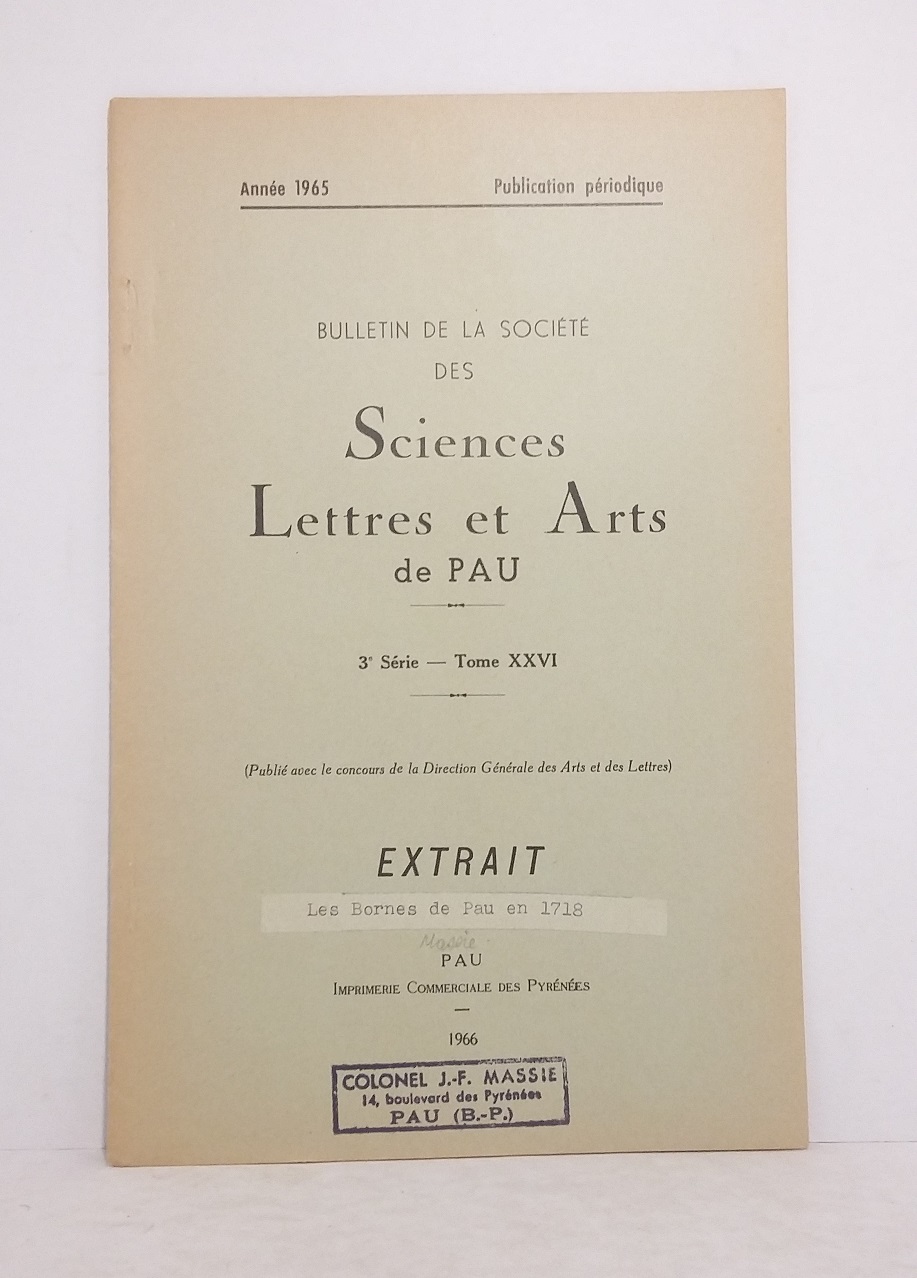 Année 1965 Publication périodique
BULLETIN DE LA SOCIÉTÉ
DES
Sciences
Lettres et Arts
de PAU
3e Série — Tome XXVI
(Publié avec le concours de la Direction Générale des Arts et des Lettres)
EXTRAIT
Les Bornes de Pau en 1718
Massie
PAU
IMPRIMERIE COMMERCIALE DES PYRÉNÉES
1966
COLONEL J.-F. MASSIE
14, boulevard des Pyrénées
PAU (B.-P.)